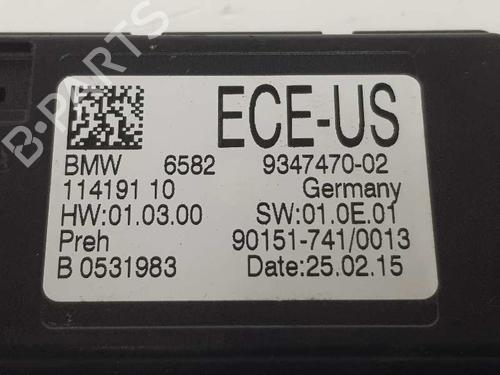 ECE-US
BMW 6582 9347470-02
114191 10 Germany
HW:01.03.00 SW:01.0E.01
Preh 90151-741/0013
B 0531983 Date:25.02.15
B-PARTS